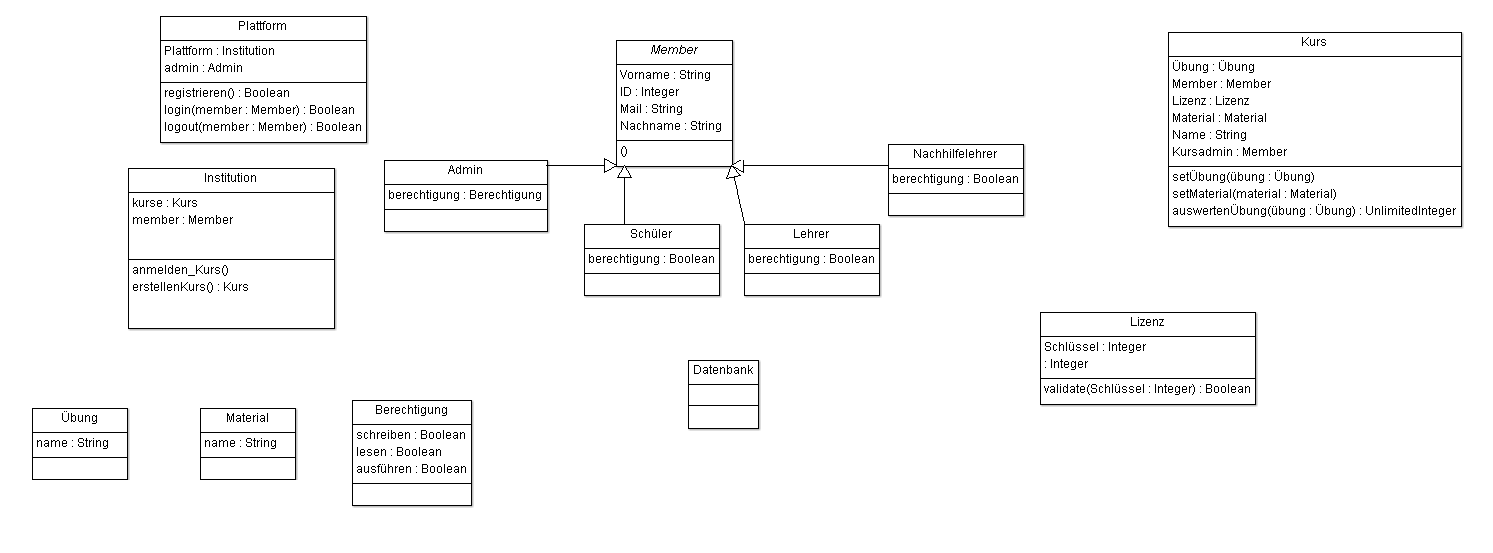 Plattform
Plattform : Institution
admin : Admin
registrieren() : Boolean
login(member : Member) : Boolean
logout(member : Member) : Boolean
Member
Vorname : String
ID : Integer
Mail : String
Nachname : String
()
Kurs
Übung : Übung
Member : Member
Lizenz : Lizenz
Material : Material
Name : String
Kursadmin : Member
setÜbung(übung : Übung)
setMaterial(material : Material)
auswertenÜbung(übung : Übung) : UnlimitedInteger
Institution
kurse : Kurs
member : Member
anmelden_Kurs()
erstellenKurs() : Kurs
Admin
berechtigung : Berechtigung
Nachhilfelehrer
berechtigung : Boolean
Schüler
berechtigung : Boolean
Lehrer
berechtigung : Boolean
Lizenz
Schlüssel : Integer
: Integer
validate(Schlüssel : Integer) : Boolean
Datenbank
Übung
name : String
Material
name : String
Berechtigung
schreiben : Boolean
lesen : Boolean
ausführen : Boolean